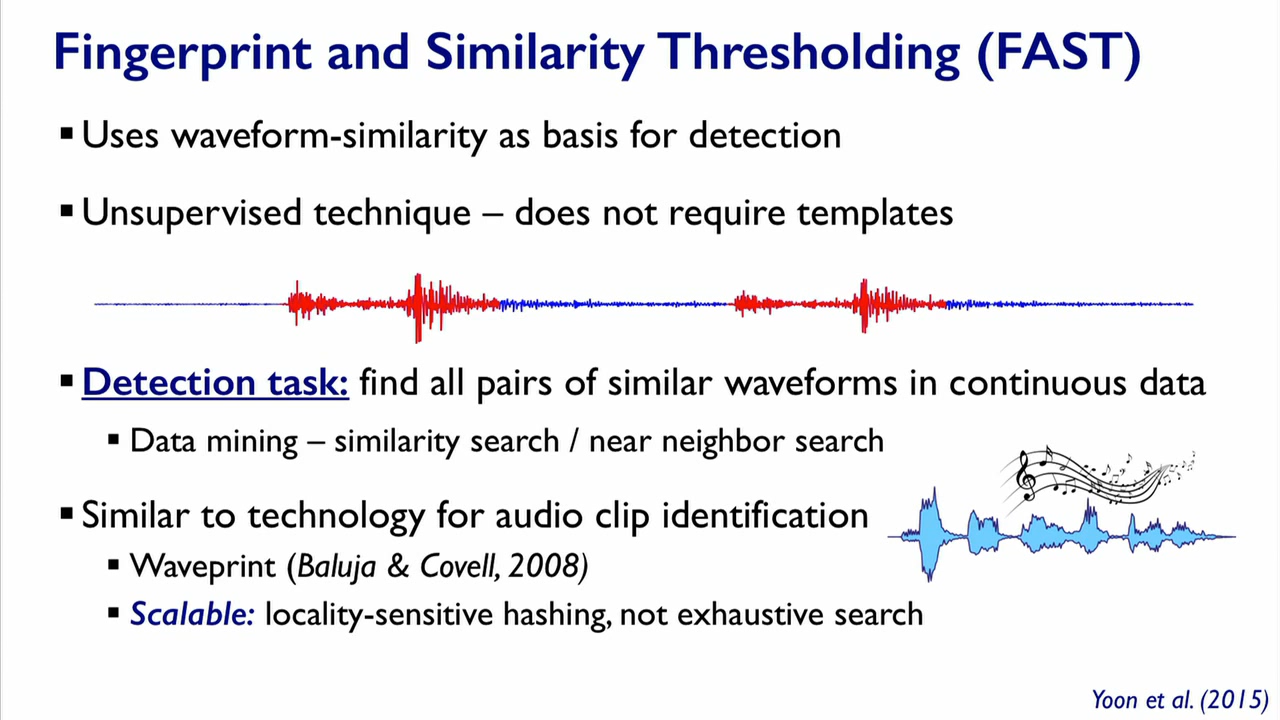 Fingerprint and Similarity Thresholding (FAST)
▪ Uses waveform-similarity as basis for detection
▪ Unsupervised technique – does not require templates
▪ Detection task: find all pairs of similar waveforms in continuous data
▪ Data mining – similarity search / near neighbor search
▪ Similar to technology for audio clip identification
▪ Waveprint (Baluja & Covell, 2008)
▪ Scalable: locality-sensitive hashing, not exhaustive search
Yoon et al. (2015)